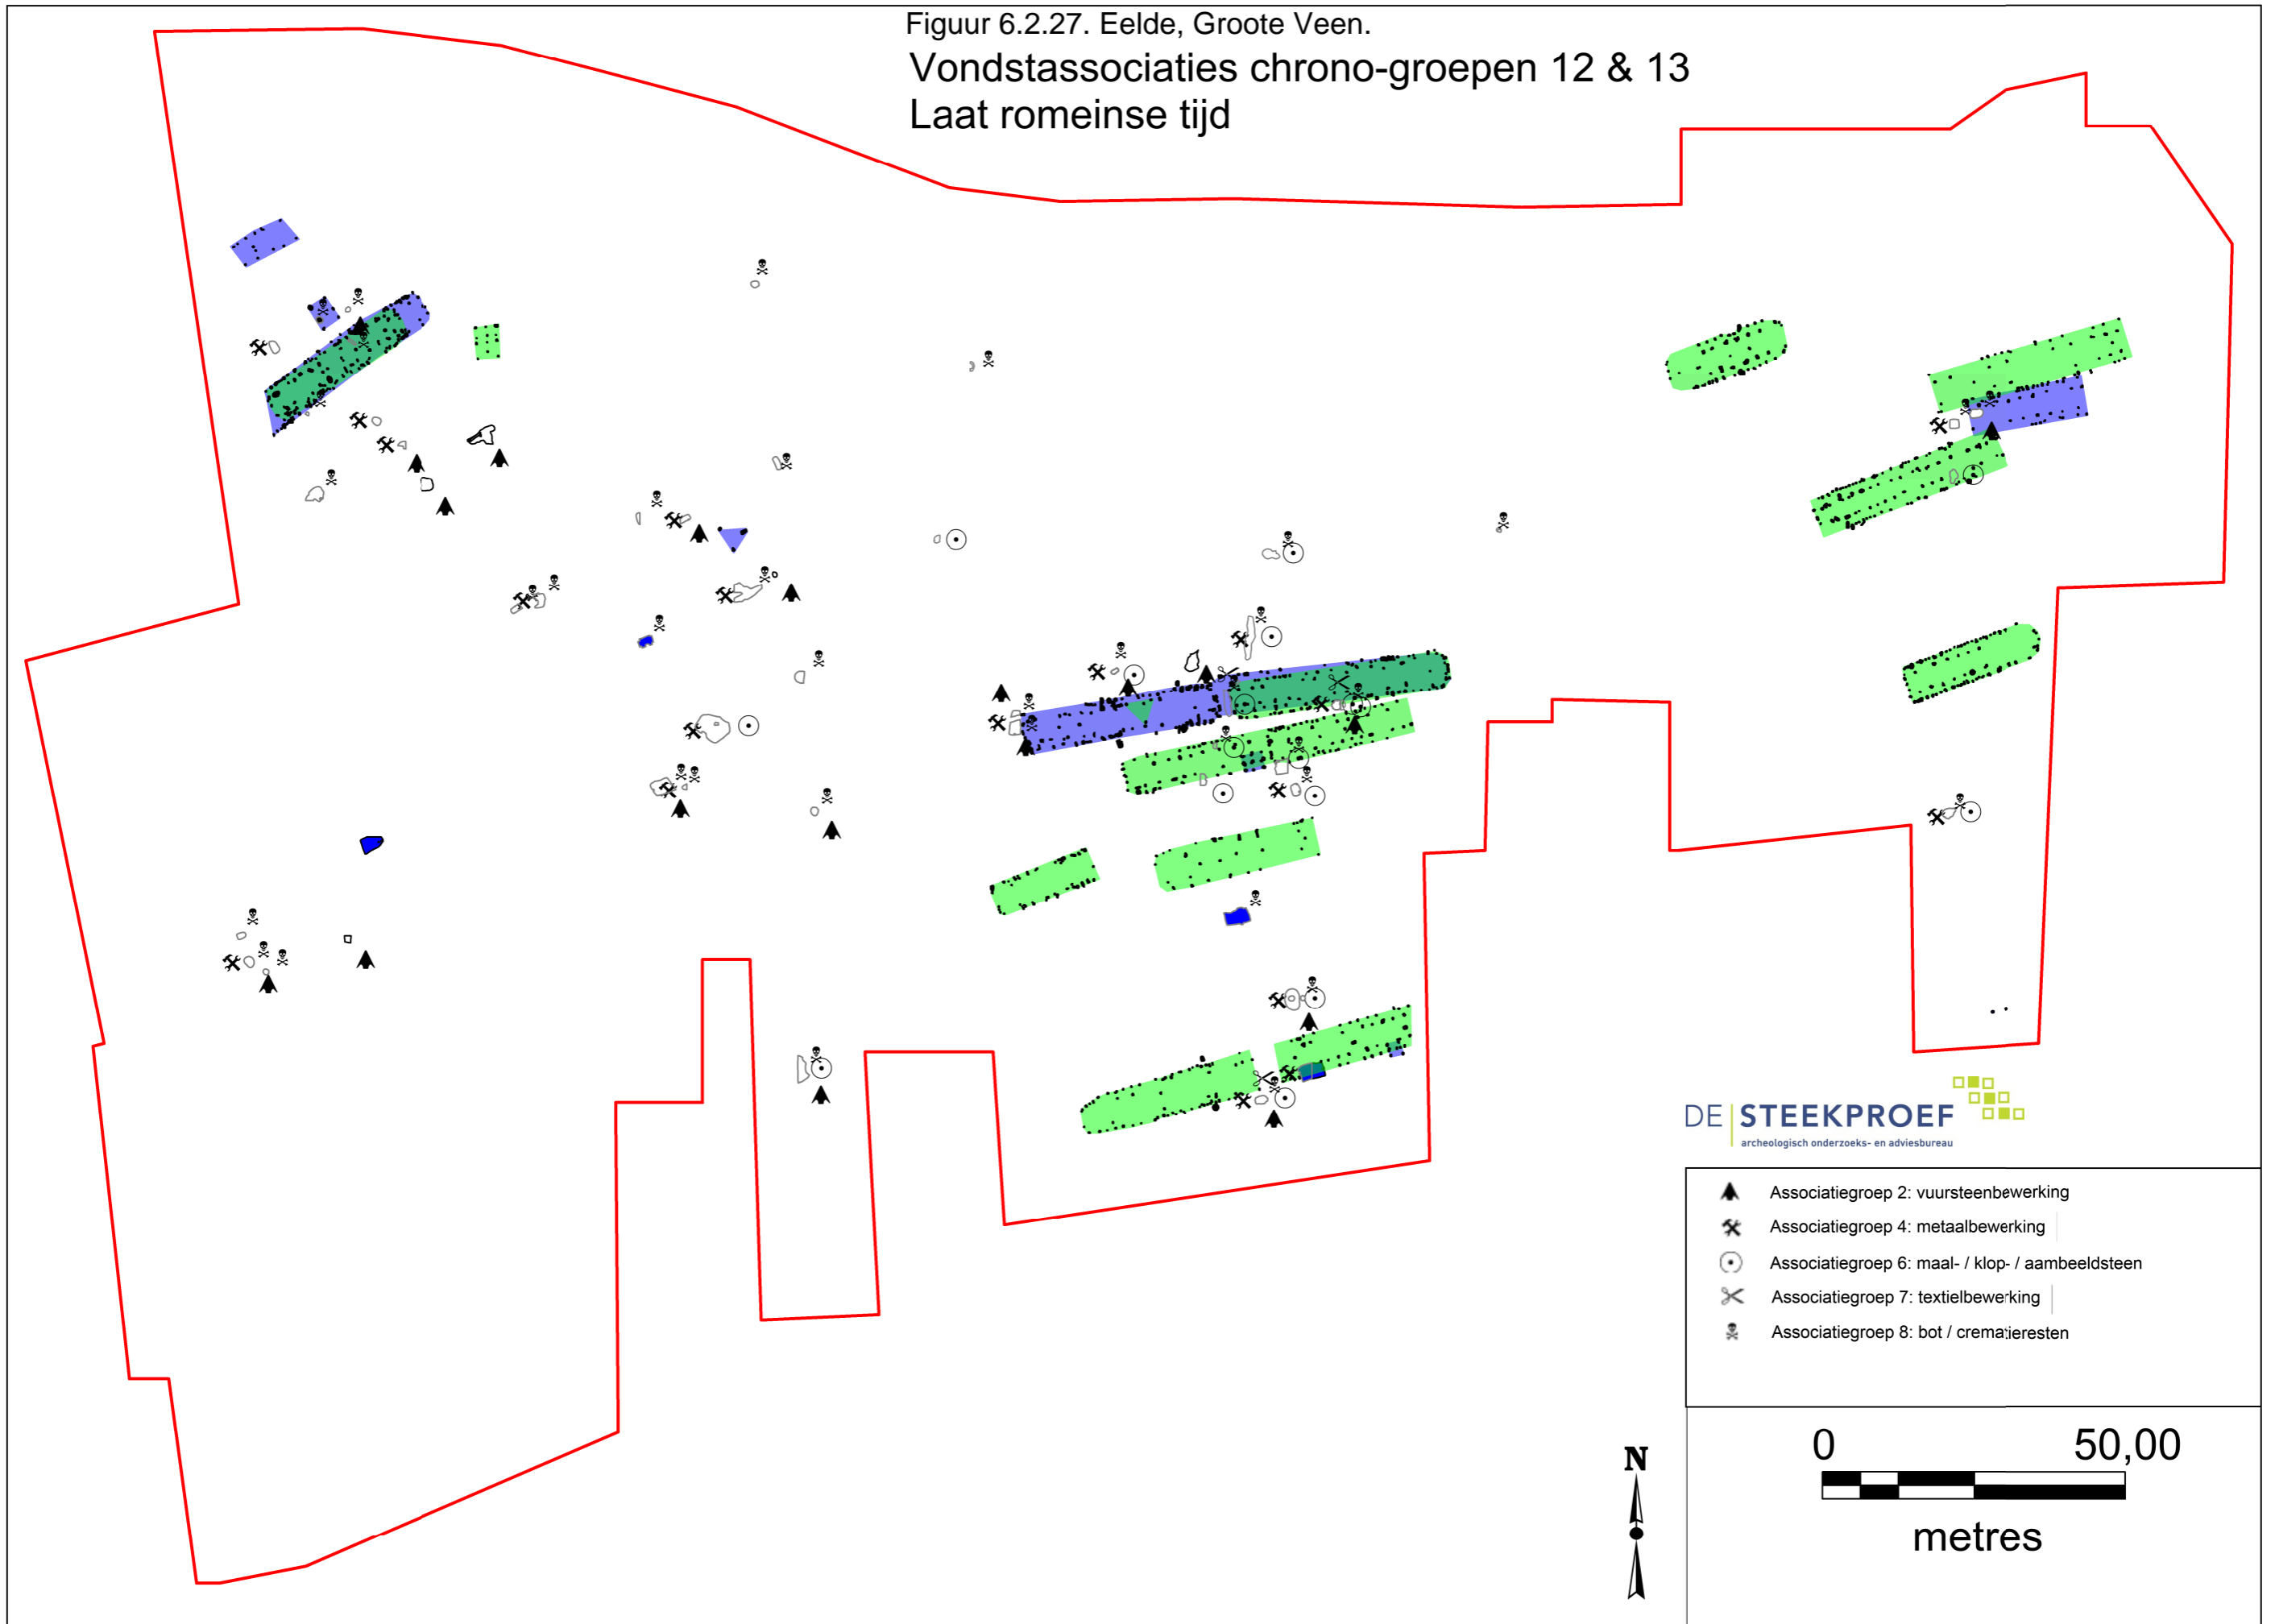 Figuur 6.2.27. Eelde, Groote Veen.
Vondstassociaties chrono-groepen 12 & 13
Laat romeinse tijd
DE STEEKPROEF
archeologisch onderzoeks- en adviesbureau
Associatiegroep 2: vuursteenbewerking
Associatiegroep 4: metaalbewerking
Associatiegroep 6: maal- / klop- / aambeeldsteen
Associatiegroep 7: textielbewerking
Associatiegroep 8: bot / crematieresten
N
0 50,00
metres